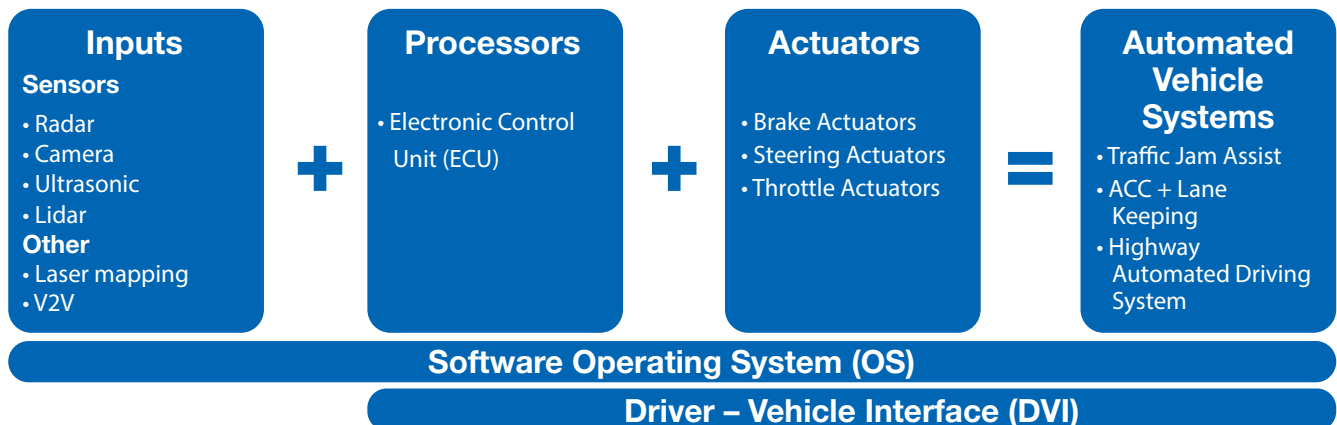 Inputs
Sensors
• Radar
• Camera
• Ultrasonic
• Lidar
Other
• Laser mapping
• V2V
+
Processors
• Electronic Control
Unit (ECU)
+
Actuators
• Brake Actuators
• Steering Actuators
• Throttle Actuators
=
Automated
Vehicle
Systems
• Traffic Jam Assist
• ACC + Lane
Keeping
• Highway
Automated Driving
System
Software Operating System (OS)
Driver – Vehicle Interface (DVI)